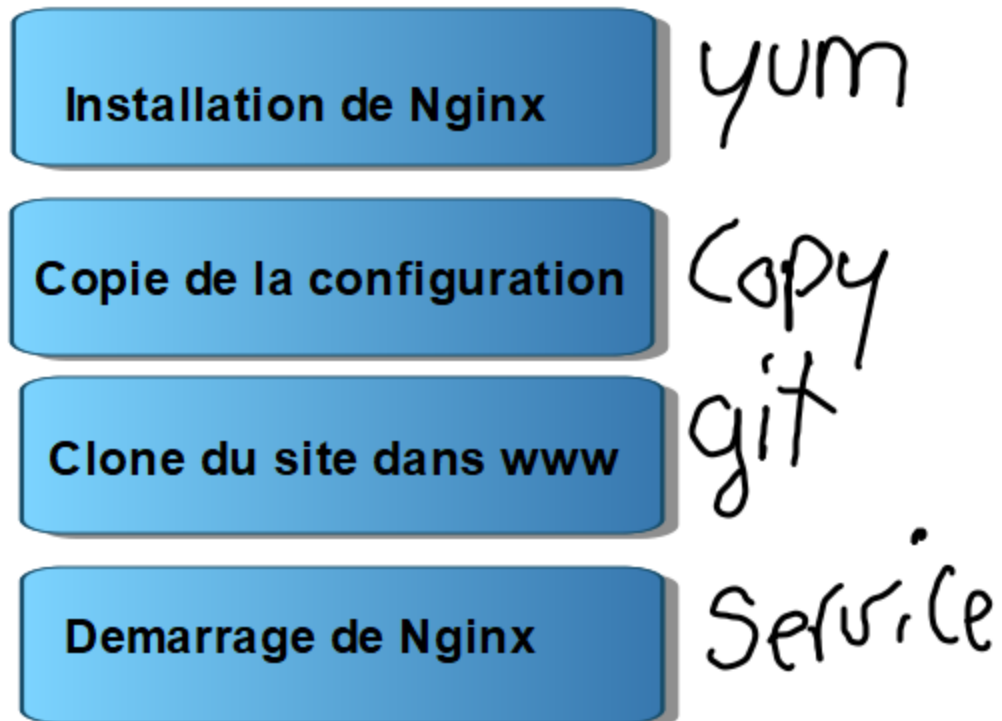 Installation de Nginx yum
Copie de la configuration Copy
Clone du site dans www git
Demarrage de Nginx Service